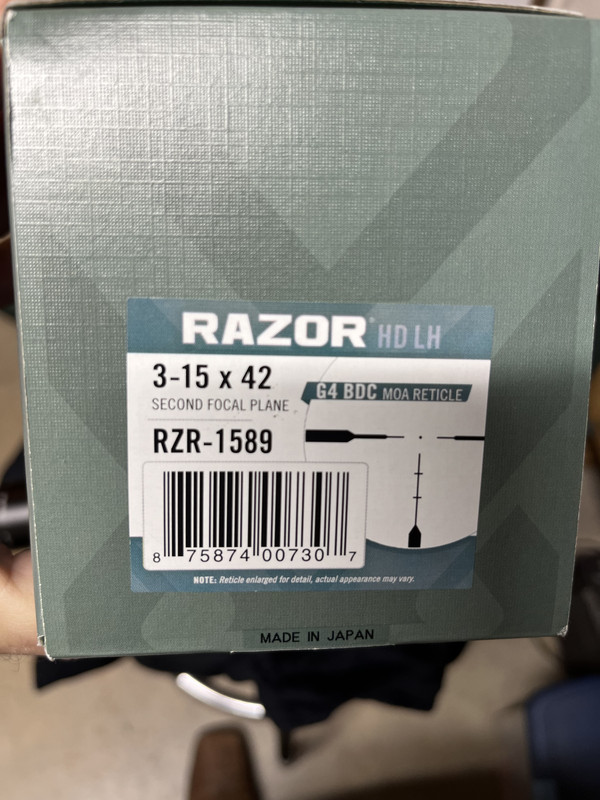 RAZOR® HD LH
3-15 x 42
SECOND FOCAL PLANE
G4 BDC MOA RETICLE
RZR-1589
8 75874 00730 7
NOTE: Reticle enlarged for detail, actual appearance may vary.
MADE IN JAPAN